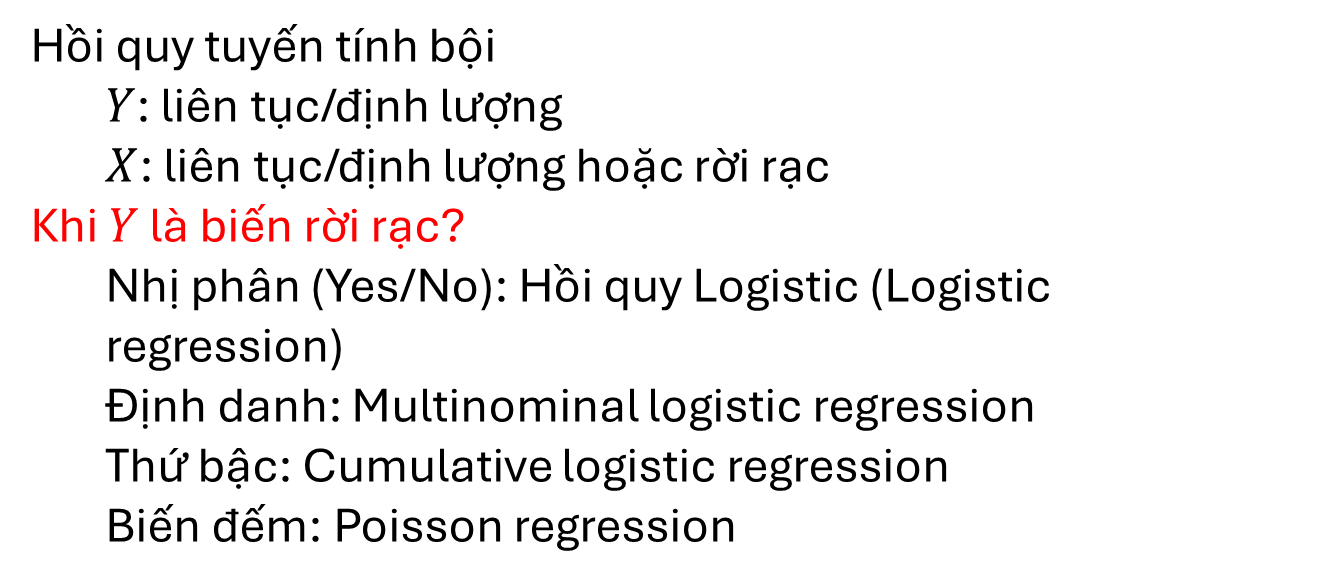 Hồi quy tuyến tính bội
Y: liên tục/định lượng
X: liên tục/định lượng hoặc rời rạc
Khi Y là biến rời rạc?
Nhị phân (Yes/No): Hồi quy Logistic (Logistic
regression)
Định danh: Multinominal logistic regression
Thứ bậc: Cumulative logistic regression
Biến đếm: Poisson regression